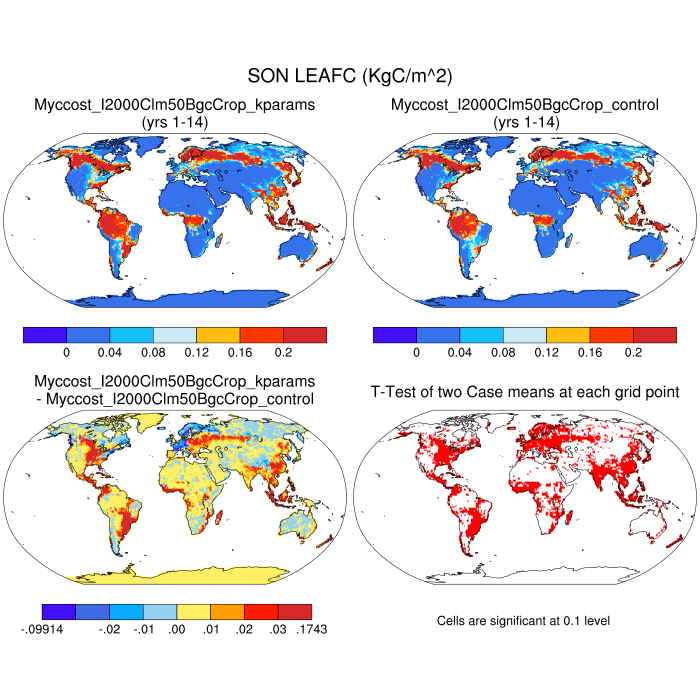 SON LEAFC (KgC/m^2)
Myccost_I2000Clm50BgcCrop_kparams
(yrs 1-14)
Myccost_I2000Clm50BgcCrop_control
(yrs 1-14)
0 0.04 0.08 0.12 0.16 0.2
0 0.04 0.08 0.12 0.16 0.2
Myccost_I2000Clm50BgcCrop_kparams
- Myccost_I2000Clm50BgcCrop_control
T-Test of two Case means at each grid point
-.09914 -.02 -.01 .00 .01 .02 .03 .1743
Cells are significant at 0.1 level